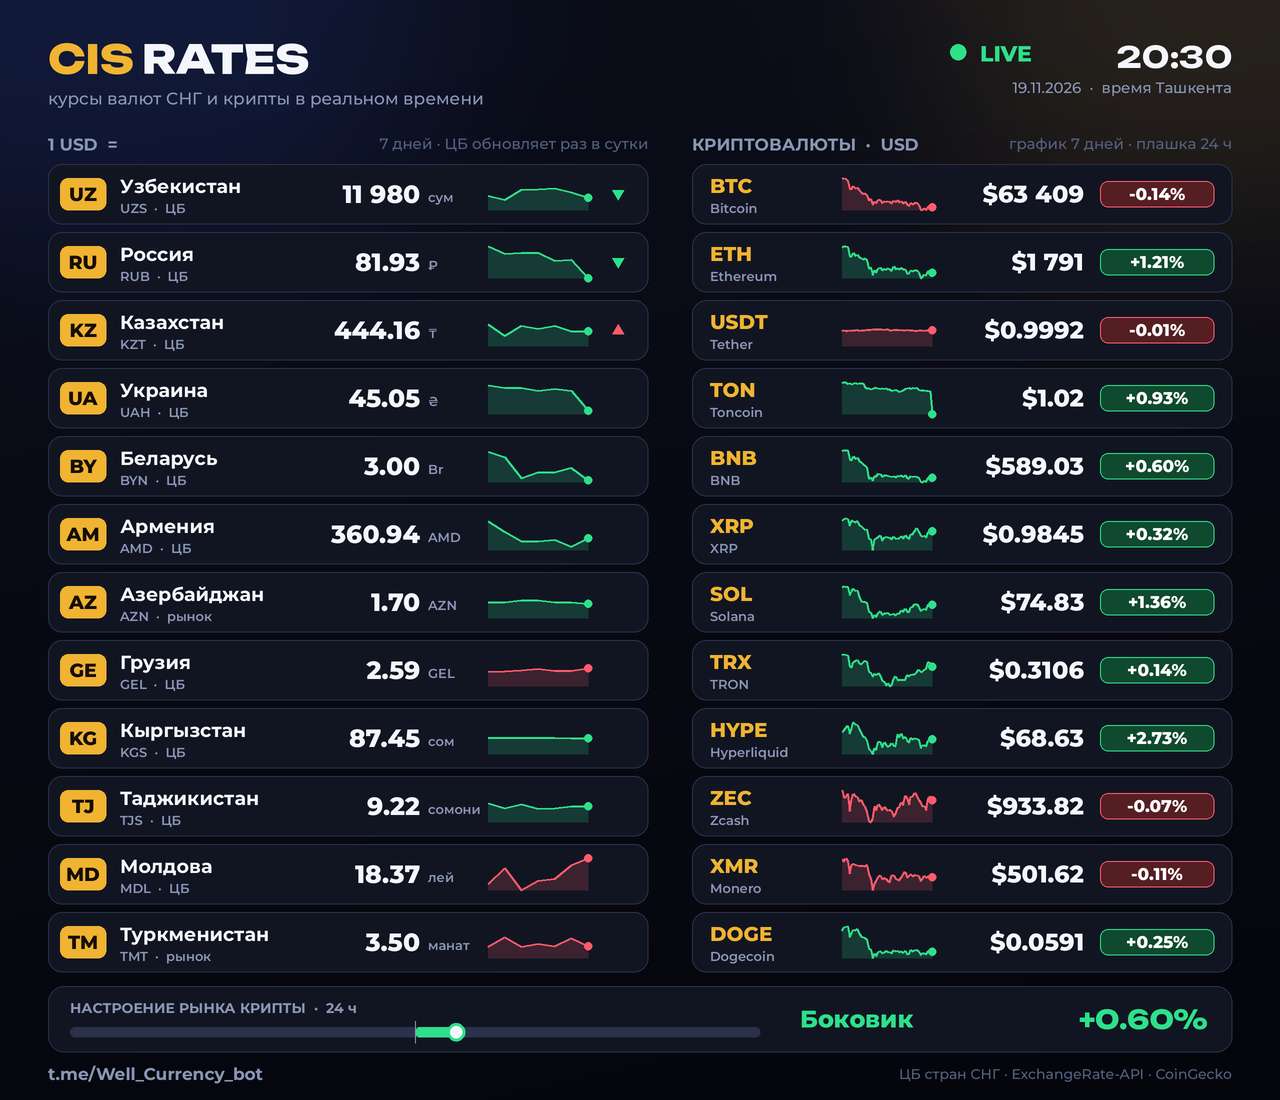 CIS RATES
курсы валют СНГ и крипты в реальном времени
LIVE
20:30
19.11.2026 · время Ташкента
1 USD =
7 дней · ЦБ обновляет раз в сутки
UZ Узбекистан 11 980 сум
UZS · ЦБ
RU Россия 81.93 ₽
RUB · ЦБ
KZ Казахстан 444.16 ₸
KZT · ЦБ
UA Украина 45.05 ₴
UAH · ЦБ
BY Беларусь 3.00 Br
BYN · ЦБ
AM Армения 360.94 AMD
AMD · ЦБ
AZ Азербайджан 1.70 AZN
AZN · рынок
GE Грузия 2.59 GEL
GEL · ЦБ
KG Кыргызстан 87.45 сом
KGS · ЦБ
TJ Таджикистан 9.22 сомони
TJS · ЦБ
MD Молдова 18.37 лей
MDL · ЦБ
TM Туркменистан 3.50 манат
TMT · рынок
КРИПТОВАЛЮТЫ · USD
график 7 дней · плашка 24 ч
BTC $63 409 -0.14%
Bitcoin
ETH $1 791 +1.21%
Ethereum
USDT $0.9992 -0.01%
Tether
TON $1.02 +0.93%
Toncoin
BNB $589.03 +0.60%
BNB
XRP $0.9845 +0.32%
XRP
SOL $74.83 +1.36%
Solana
TRX $0.3106 +0.14%
TRON
HYPE $68.63 +2.73%
Hyperliquid
ZEC $933.82 -0.07%
Zcash
XMR $501.62 -0.11%
Monero
DOGE $0.0591 +0.25%
Dogecoin
НАСТРОЕНИЕ РЫНКА КРИПТЫ · 24 ч
Боковик
+0.60%
t.me/Well_Currency_bot
ЦБ стран СНГ · ExchangeRate-API · CoinGecko